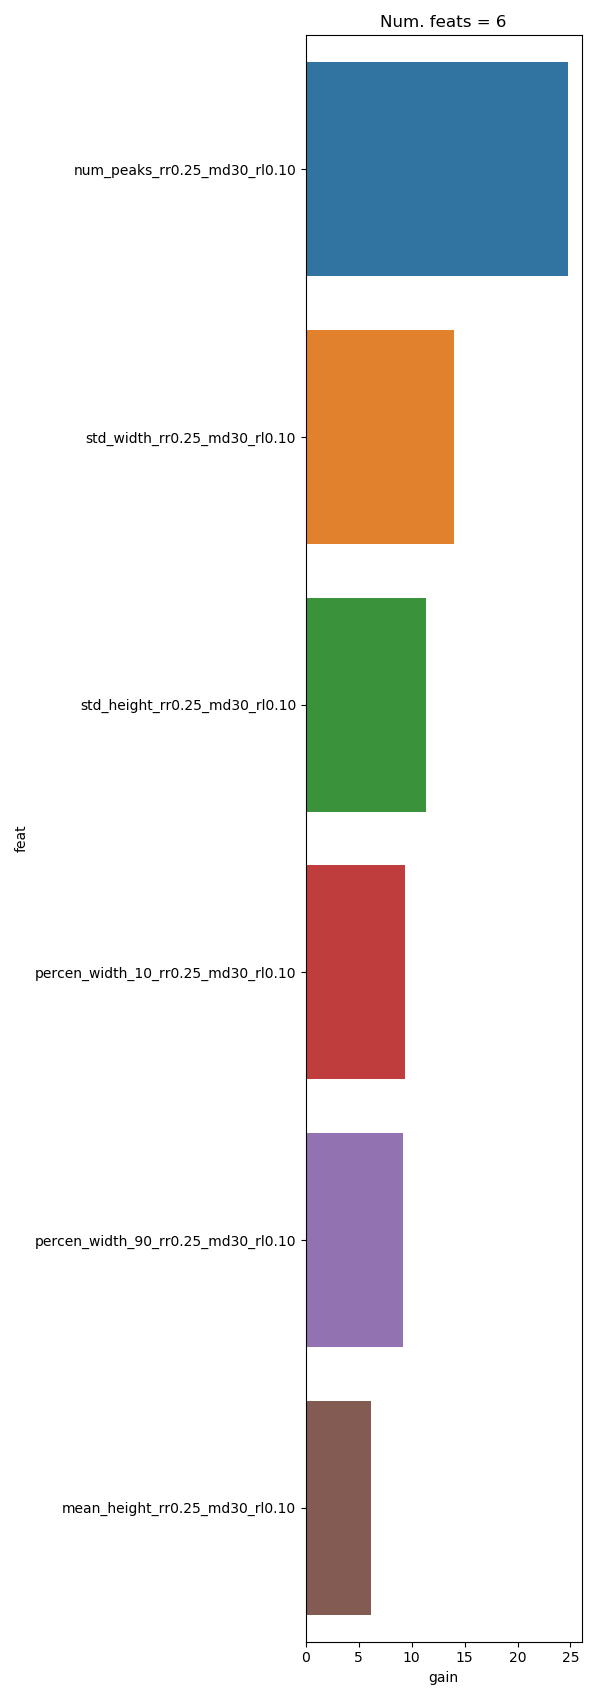 Num. feats = 6
num_peaks_rr0.25_md30_rl0.10
std_width_rr0.25_md30_rl0.10
std_height_rr0.25_md30_rl0.10
feat
percen_width_10_rr0.25_md30_rl0.10
percen_width_90_rr0.25_md30_rl0.10
mean_height_rr0.25_md30_rl0.10
0 5 10 15 20 25
gain